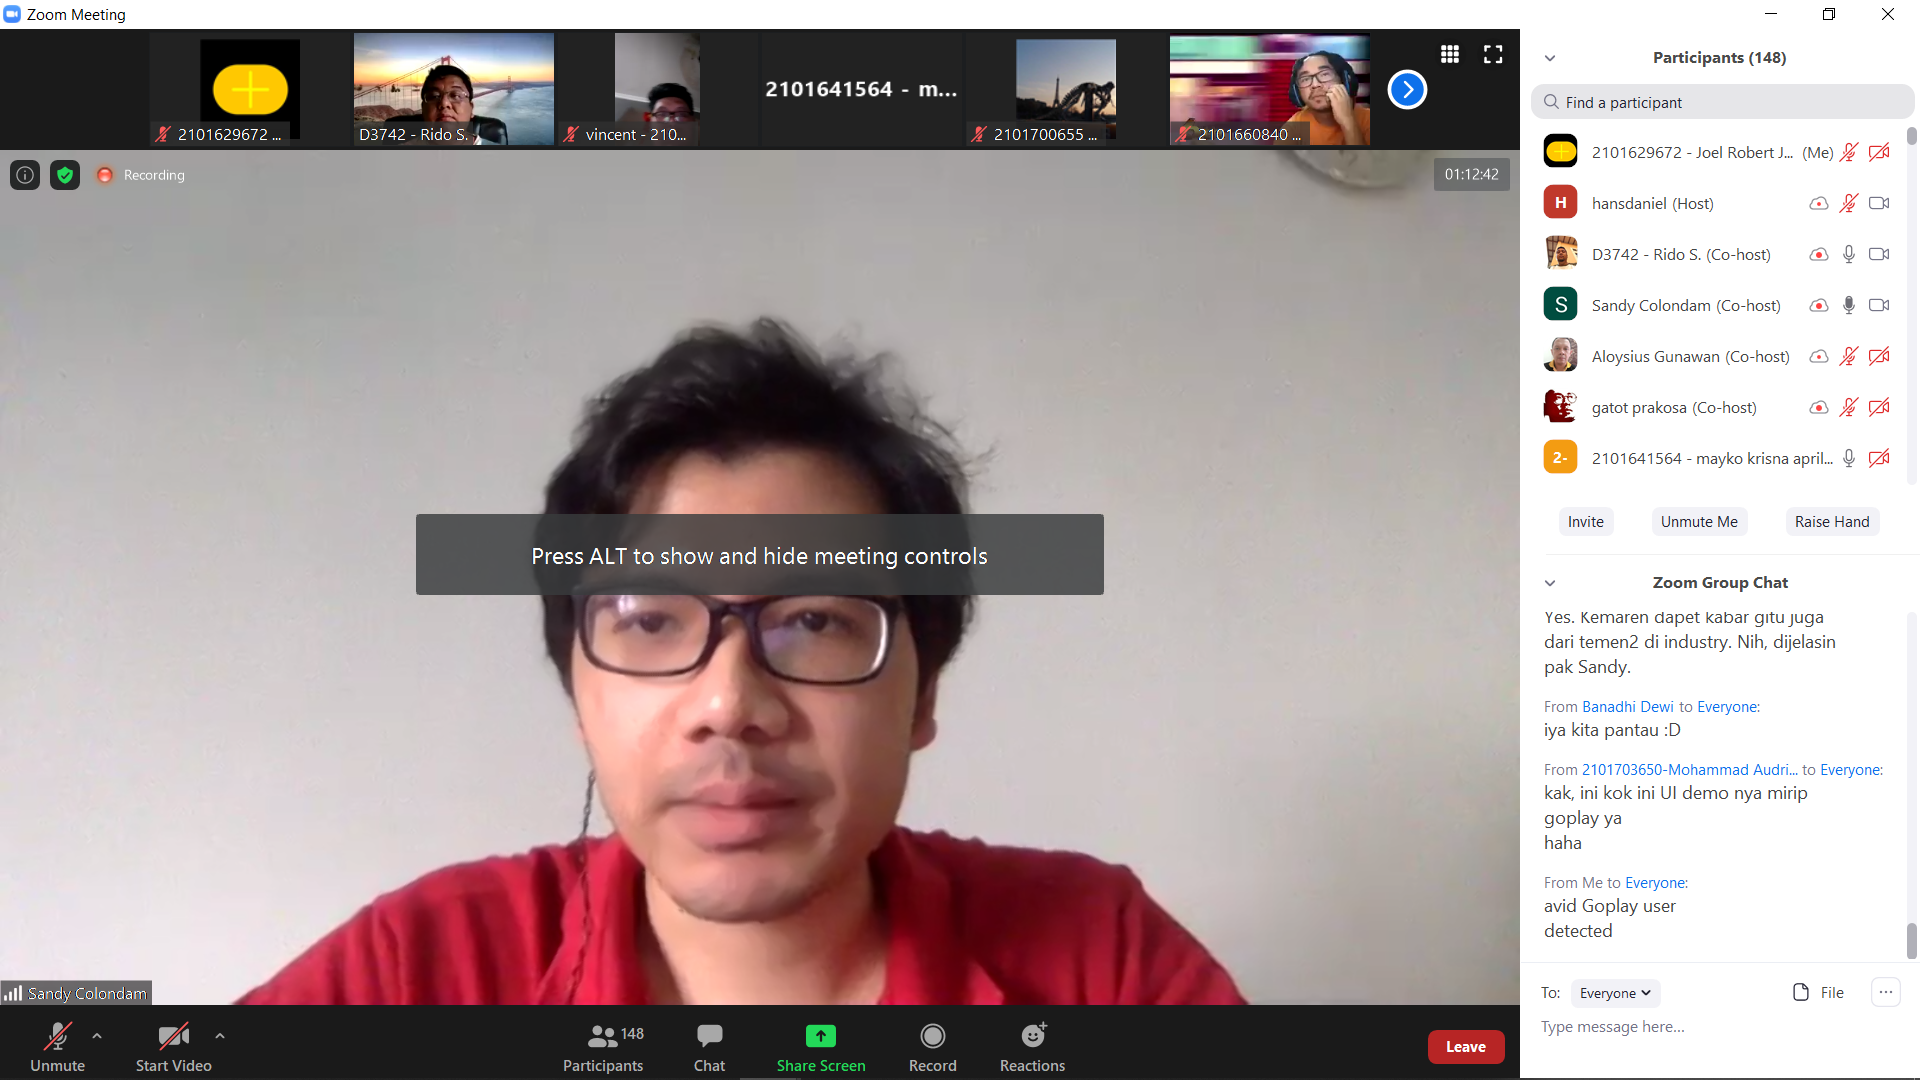 Zoom Meeting
2101629672 ...
D3742 - Rido S.
vincent - 210...
2101641564 - m...
2101700655 ...
2101660840 ...
Recording
01:12:42
Press ALT to show and hide meeting controls
Sandy Colondam
Unmute
Start Video
148
Participants
Chat
Share Screen
Record
Reactions
Leave
Participants (148)
Find a participant
2101629672 - Joel Robert J... (Me)
H
hansdaniel (Host)
D3742 - Rido S. (Co-host)
S
Sandy Colondam (Co-host)
Aloysius Gunawan (Co-host)
gatot prakosa (Co-host)
2-
2101641564 - mayko krisna april...
Invite
Unmute Me
Raise Hand
Zoom Group Chat
Yes. Kemaren dapet kabar gitu juga
dari temen2 di industry. Nih, dijelasin
pak Sandy.
From Banadhi Dewi to Everyone:
iya kita pantau :D
From 2101703650-Mohammad Audri... to Everyone:
kak, ini kok ini UI demo nya mirip
goplay ya
haha
From Me to Everyone:
avid Goplay user
detected
To: Everyone
File
Type message here...